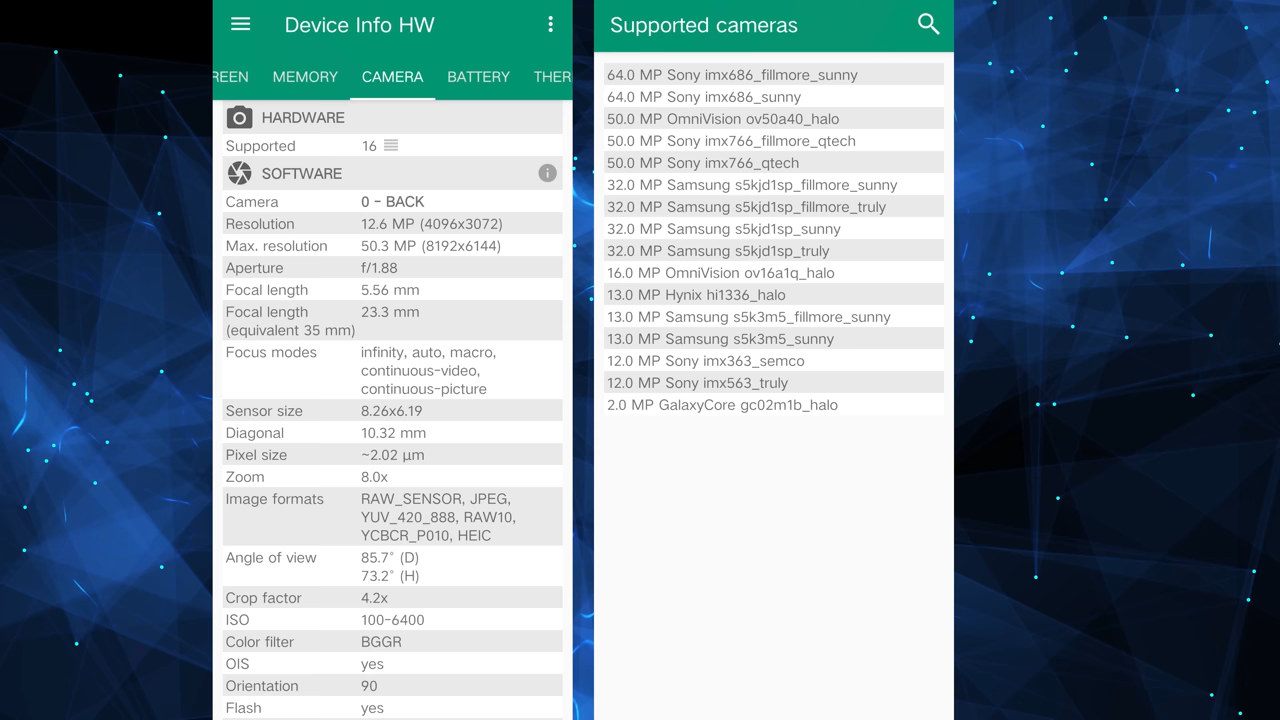 Device Info HW
REEN MEMORY CAMERA BATTERY THER
HARDWARE
Supported 16
SOFTWARE
Camera 0 - BACK
Resolution 12.6 MP (4096x3072)
Max. resolution 50.3 MP (8192x6144)
Aperture f/1.88
Focal length 5.56 mm
Focal length 23.3 mm
(equivalent 35 mm)
Focus modes infinity, auto, macro,
continuous-video,
continuous-picture
Sensor size 8.26x6.19
Diagonal 10.32 mm
Pixel size ~2.02 µm
Zoom 8.0x
Image formats RAW_SENSOR, JPEG,
YUV_420_888, RAW10,
YCBCR_P010, HEIC
Angle of view 85.7° (D)
73.2° (H)
Crop factor 4.2x
ISO 100-6400
Color filter BGGR
OIS yes
Orientation 90
Flash yes
Supported cameras
64.0 MP Sony imx686_fillmore_sunny
64.0 MP Sony imx686_sunny
50.0 MP OmniVision ov50a40_halo
50.0 MP Sony imx766_fillmore_qtech
50.0 MP Sony imx766_qtech
32.0 MP Samsung s5kjd1sp_fillmore_sunny
32.0 MP Samsung s5kjd1sp_fillmore_truly
32.0 MP Samsung s5kjd1sp_sunny
32.0 MP Samsung s5kjd1sp_truly
16.0 MP OmniVision ov16a1q_halo
13.0 MP Hynix hi1336_halo
13.0 MP Samsung s5k3m5_fillmore_sunny
13.0 MP Samsung s5k3m5_sunny
12.0 MP Sony imx363_semco
12.0 MP Sony imx563_truly
2.0 MP GalaxyCore gc02m1b_halo